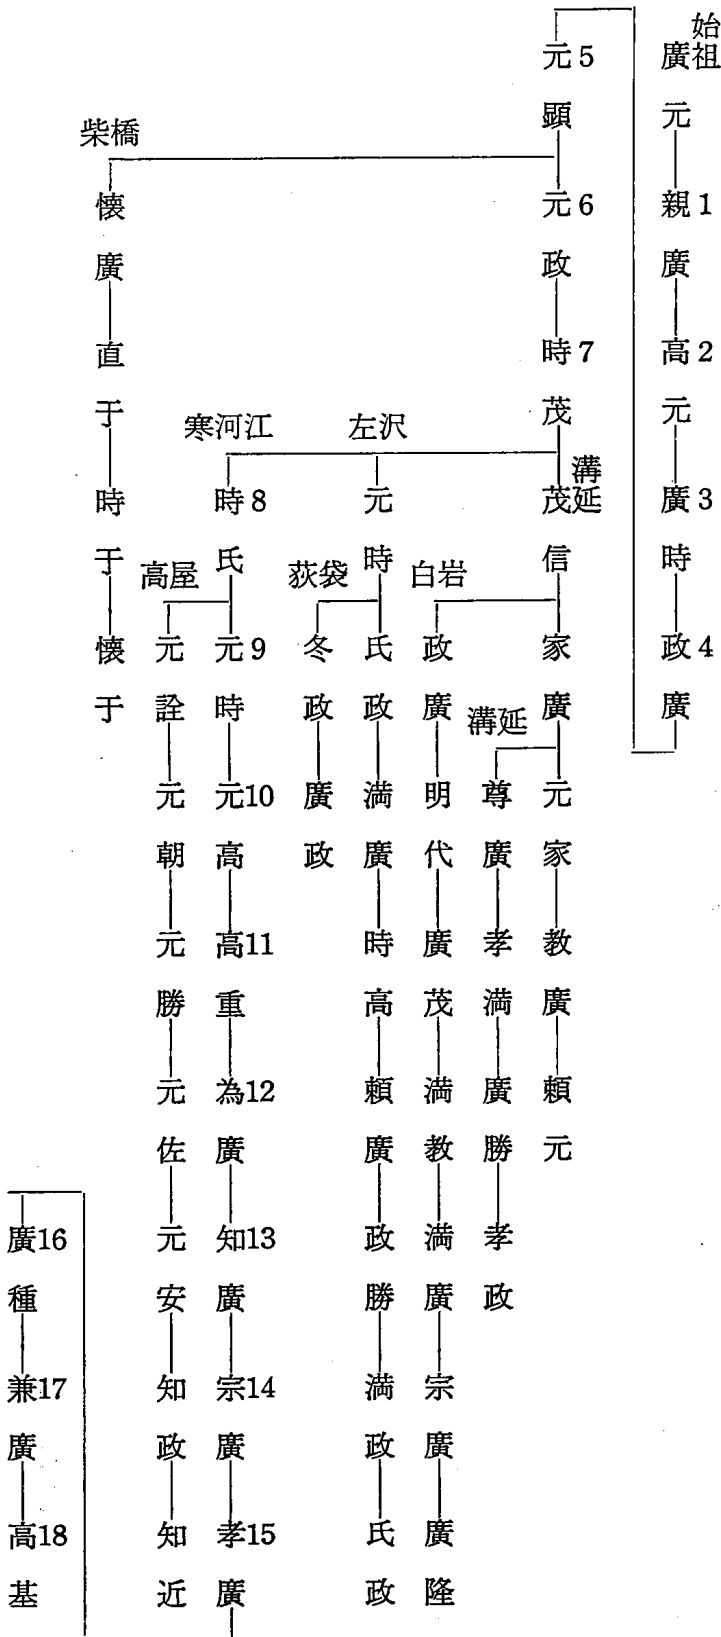 始祖
廣元
親廣 1
高元 2
廣時 3
政廣 4
元顕 5
元政 6
時茂 7
溝延
茂信
家廣
元家
教廣
頼元
溝延
尊廣
孝満
廣勝
孝政
白岩
政廣
明代
廣茂
満教
満廣
宗廣
廣隆
左沢
元時
氏政
満廣
時高
頼廣
政勝
満政
氏政
荻袋
冬政
廣政
寒河江
時氏 8
元時 9
元高 10
高重 11
為廣 12
知廣 13
宗廣 14
孝廣 15
高屋
元詮
元朝
元勝
元佐
元安
知政
知近
柴橋
懐廣
直于
時于
懐于
廣種 16
兼廣 17
高基 18